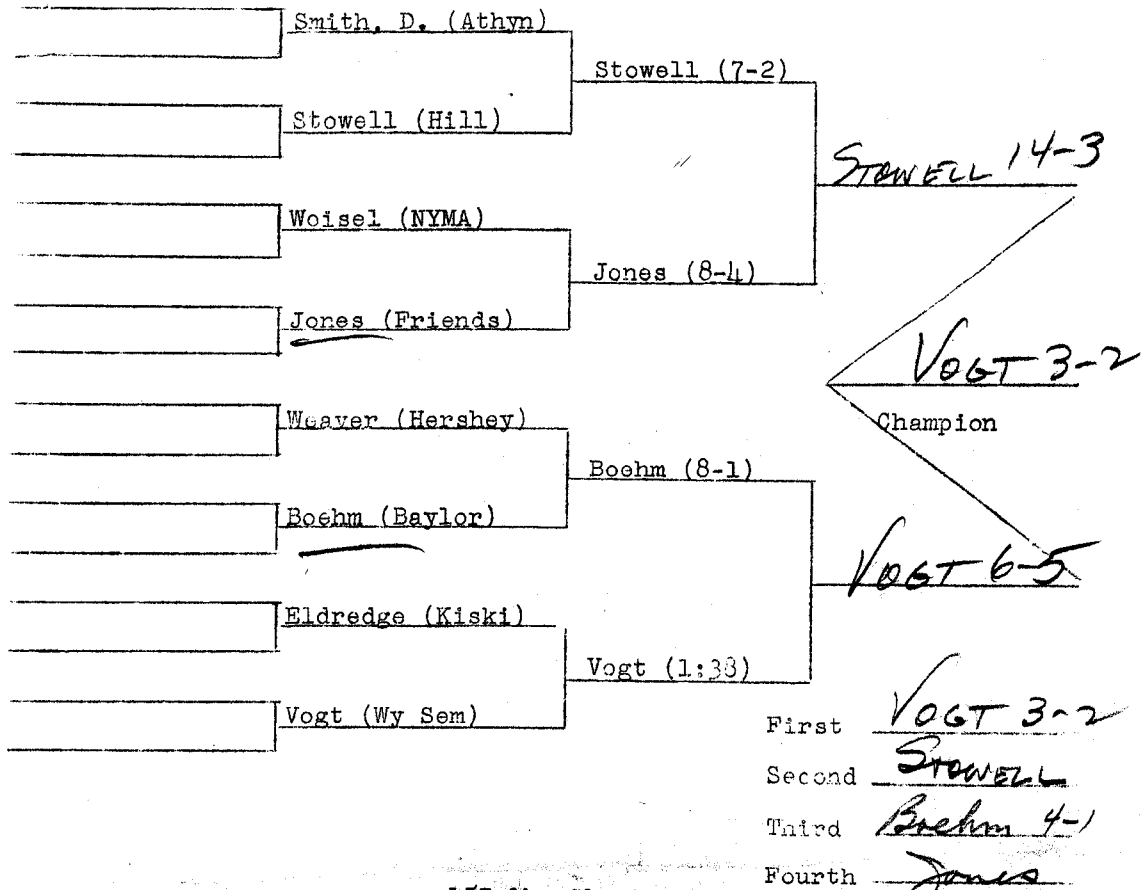 Smith, D. (Athyn)
Stowell (7-2)
Stowell (Hill)
STOWELL 14-3
Woisel (NYMA)
Jones (8-4)
Jones (Friends)
VOGT 3-2
Champion
Weaver (Hershey)
Boehm (8-1)
Boehm (Baylor)
VOGT 6-5
Eldredge (Kiski)
Vogt (1:38)
Vogt (Wy Sem)
First VOGT 3-2
Second STOWELL
Third Boehm 4-1
Fourth Jones